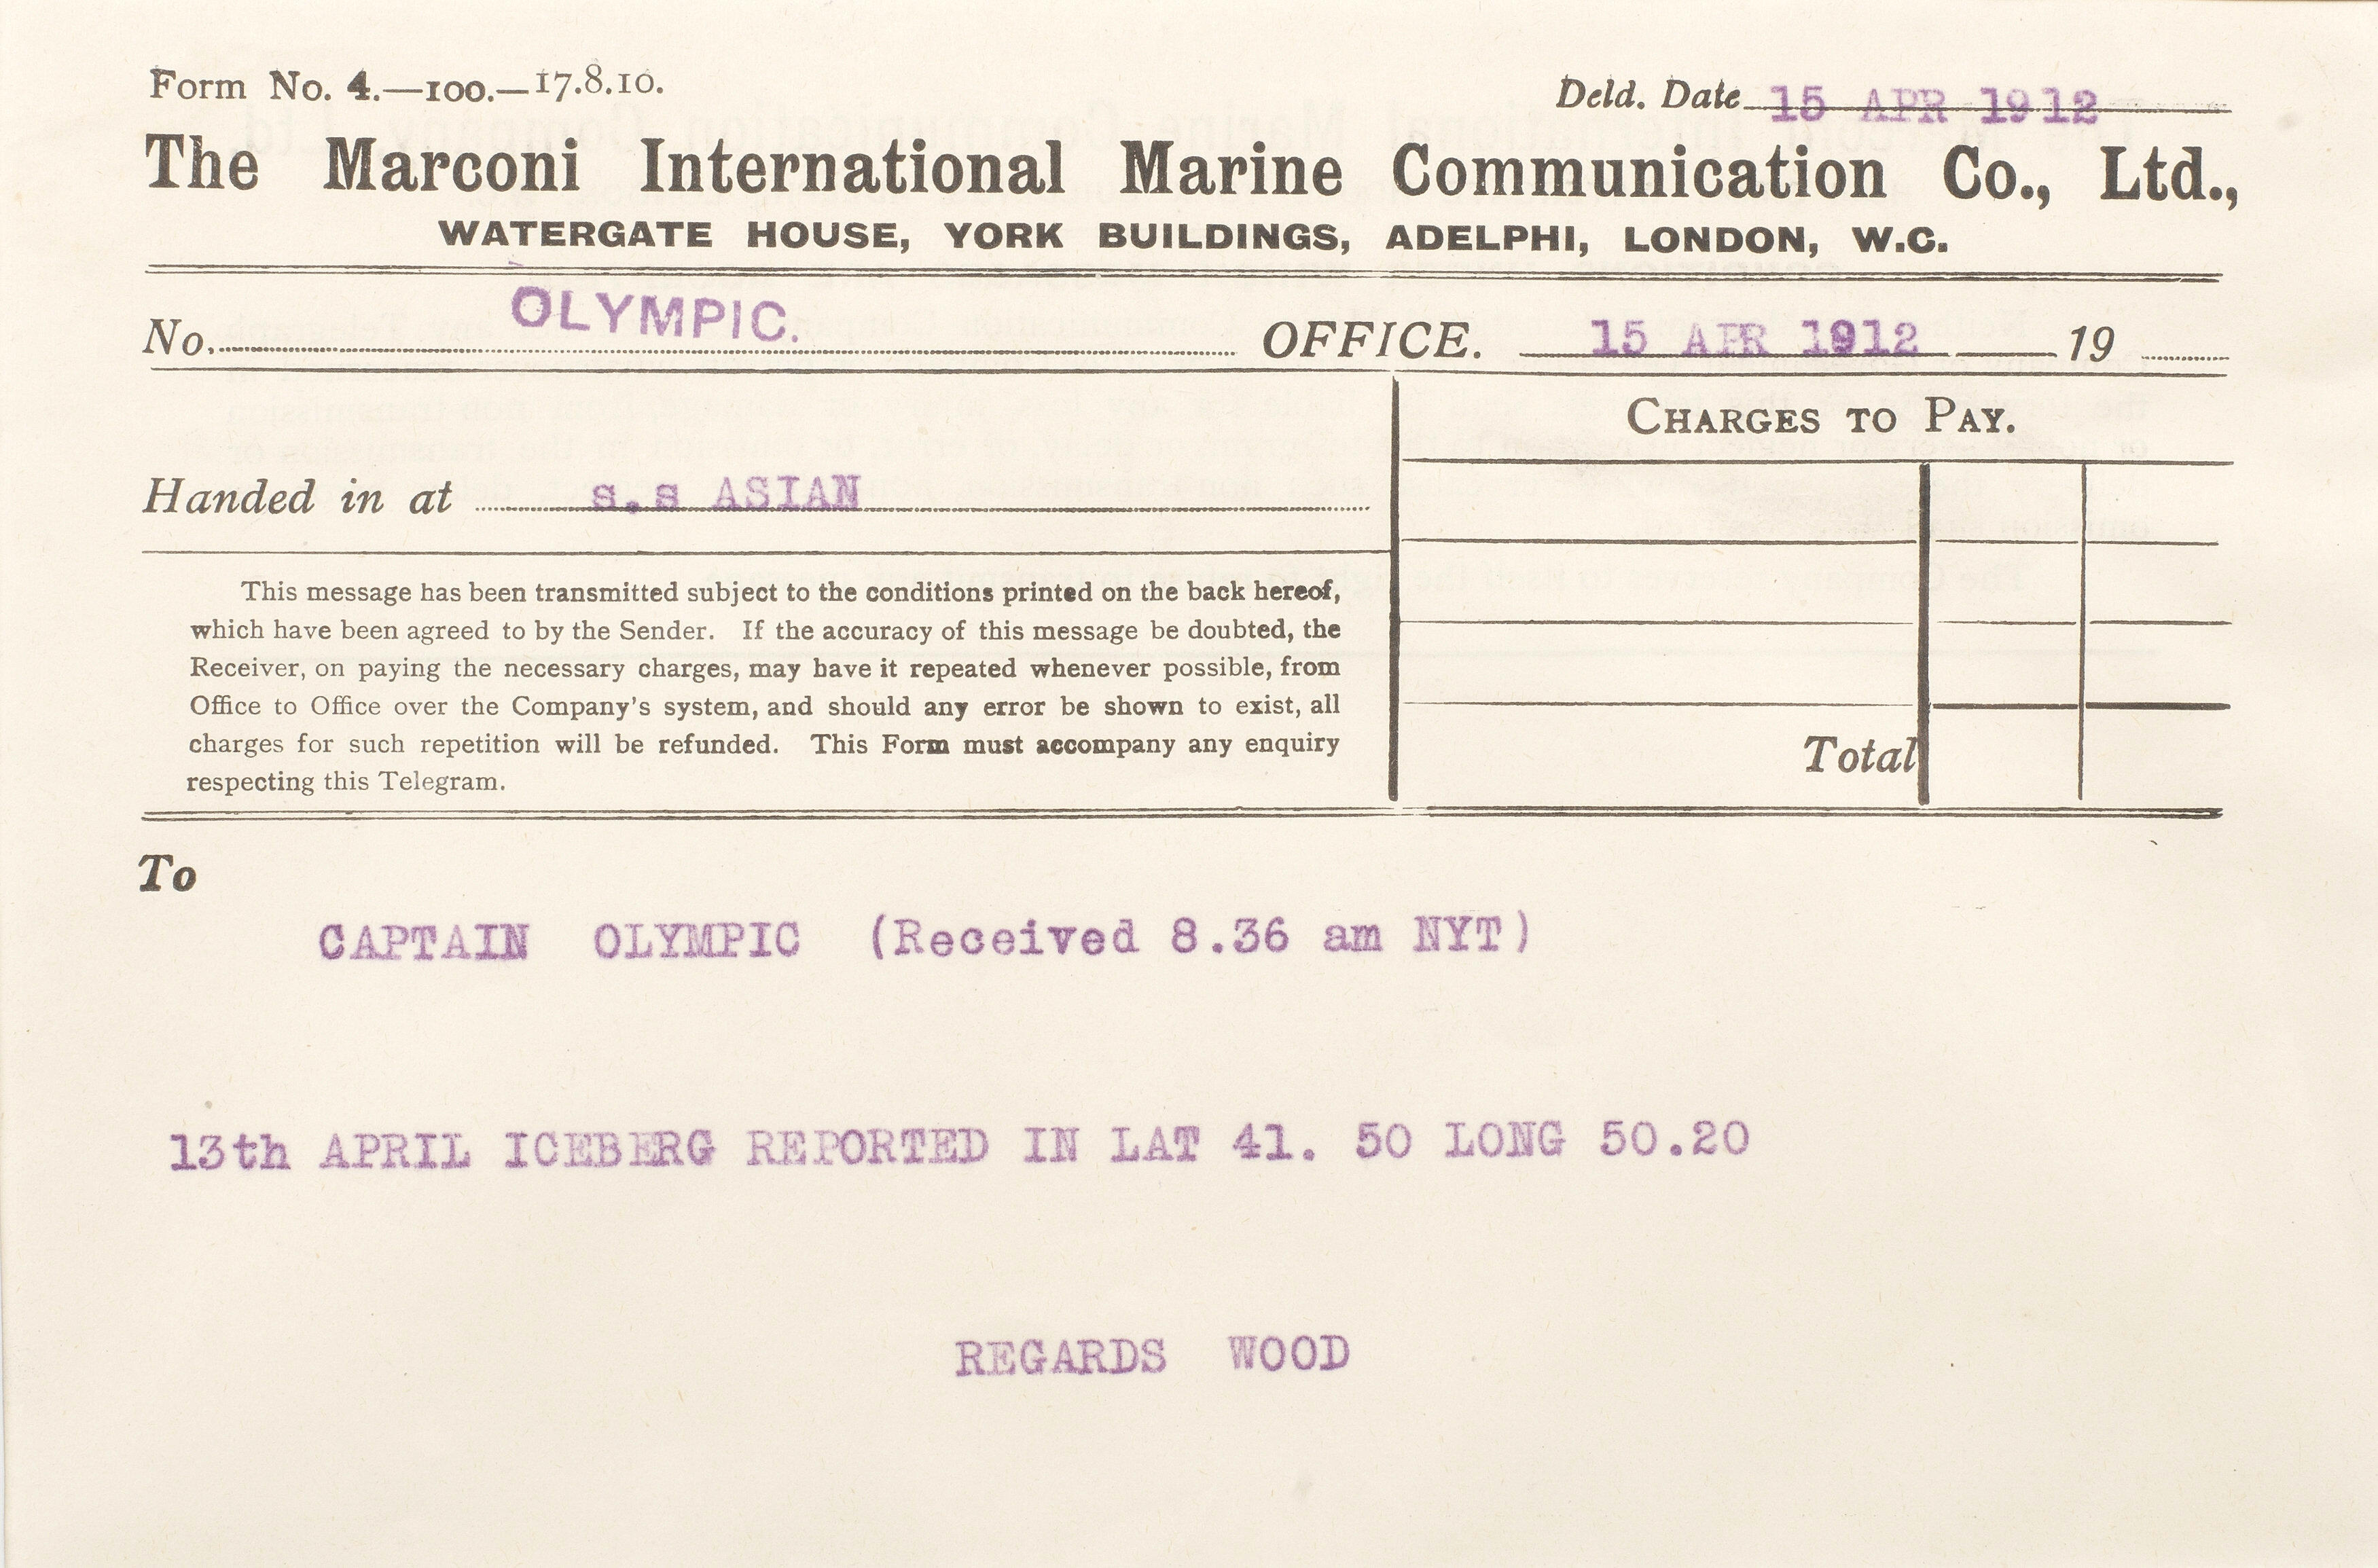 Form No. 4.—100.—17.8.10.
Deld. Date 15 APR 1912
The Marconi International Marine Communication Co., Ltd.,
WATERGATE HOUSE, YORK BUILDINGS, ADELPHI, LONDON, W.C.
No. OLYMPIC. OFFICE. 15 APR 1912 19
CHARGES TO PAY.
Handed in at s.s ASIAN
This message has been transmitted subject to the conditions printed on the back hereof,
which have been agreed to by the Sender. If the accuracy of this message be doubted, the
Receiver, on paying the necessary charges, may have it repeated whenever possible, from
Office to Office over the Company's system, and should any error be shown to exist, all
charges for such repetition will be refunded. This Form must accompany any enquiry
respecting this Telegram.
Total
To
CAPTAIN OLYMPIC (Received 8.36 am NYT)
13th APRIL ICEBERG REPORTED IN LAT 41. 50 LONG 50.20
REGARDS WOOD